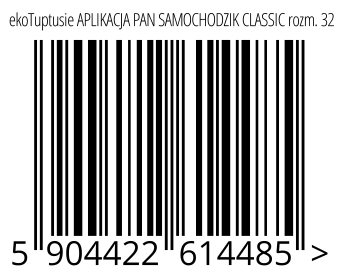 ekoTuptusie APLIKACJA PAN SAMOCHODZIK CLASSIC rozm. 32
5 904422 614485 >